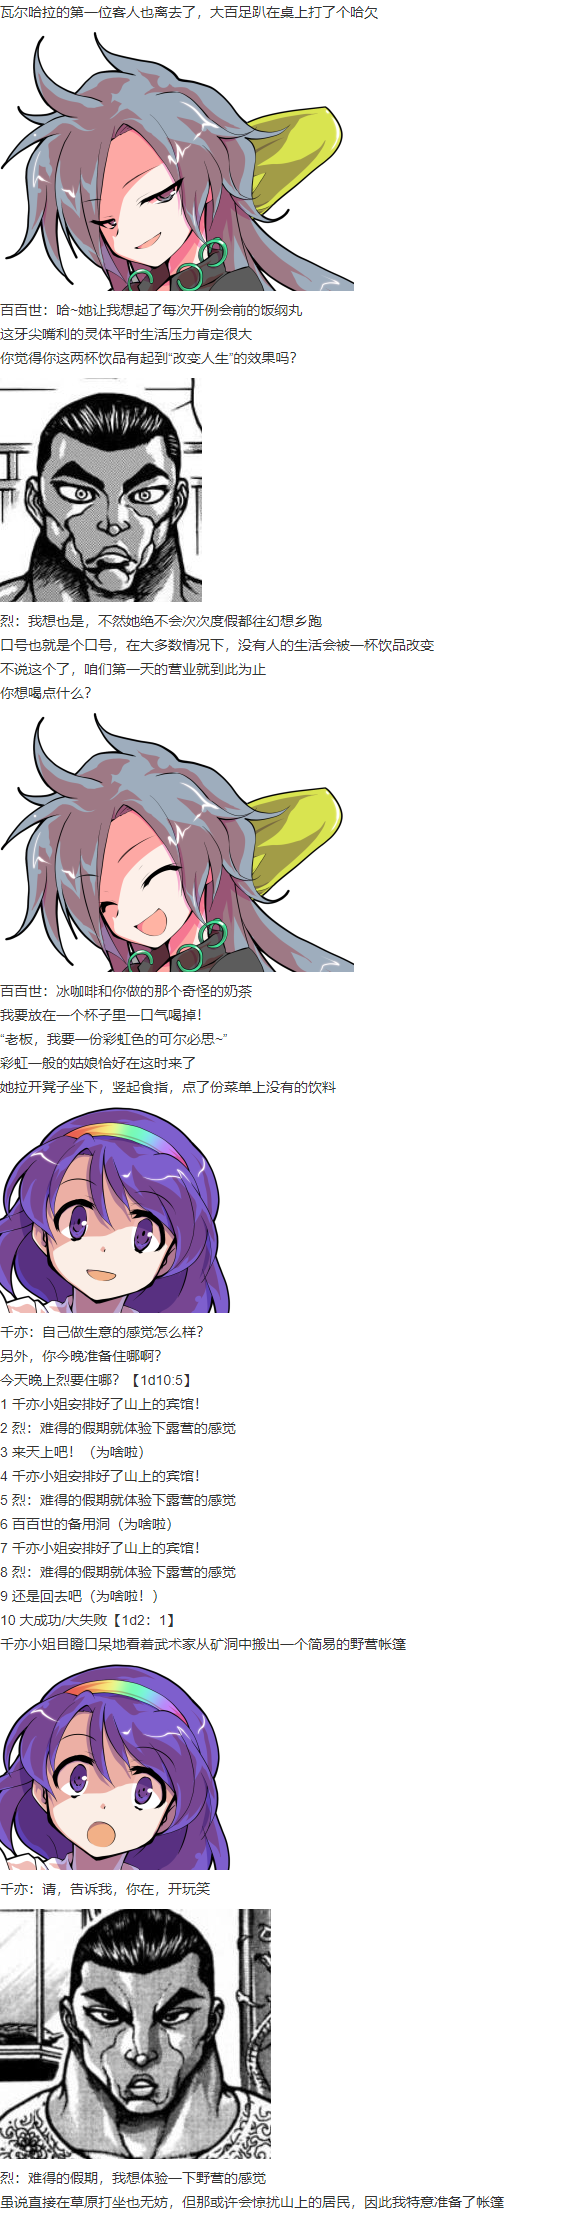 瓦尔哈拉的第一位客人也离去了，大百足趴在桌上打了个哈欠
百百世：哈~她让我想起了每次开例会前的饭纲丸
这牙尖嘴利的灵体平时生活压力肯定很大
你觉得你这两杯饮品有起到“改变人生”的效果吗？
烈：我想也是，不然她绝不会次次度假都往幻想乡跑
口号也就是个口号，在大多数情况下，没有人的生活会被一杯饮品改变
不说这个了，咱们第一天的营业就到此为止
你想喝点什么？
百百世：冰咖啡和你做的那个奇怪的奶茶
我要放在一个杯子里一口气喝掉！
“老板，我要一份彩虹色的可尔必思~”
彩虹一般的姑娘恰好在这时来了
她拉开凳子坐下，竖起食指，点了份菜单上没有的饮料
千亦：自己做生意的感觉怎么样？
另外，你今晚准备住哪啊？
今天晚上烈要住哪？【1d10:5】
1 千亦小姐安排好了山上的宾馆！
2 烈：难得的假期就体验下露营的感觉
3 来天上吧！（为啥啦）
4 千亦小姐安排好了山上的宾馆！
5 烈：难得的假期就体验下露营的感觉
6 百百世的备用洞（为啥啦）
7 千亦小姐安排好了山上的宾馆！
8 烈：难得的假期就体验下露营的感觉
9 还是回去吧（为啥啦！）
10 大成功/大失败【1d2：1】
千亦小姐目瞪口呆地看着武术家从矿洞中搬出一个简易的野营帐篷
千亦：请，告诉我，你在，开玩笑
烈：难得的假期，我想体验一下野营的感觉
虽说直接在草原打坐也无妨，但那或许会惊扰山上的居民，因此我特意准备了帐篷